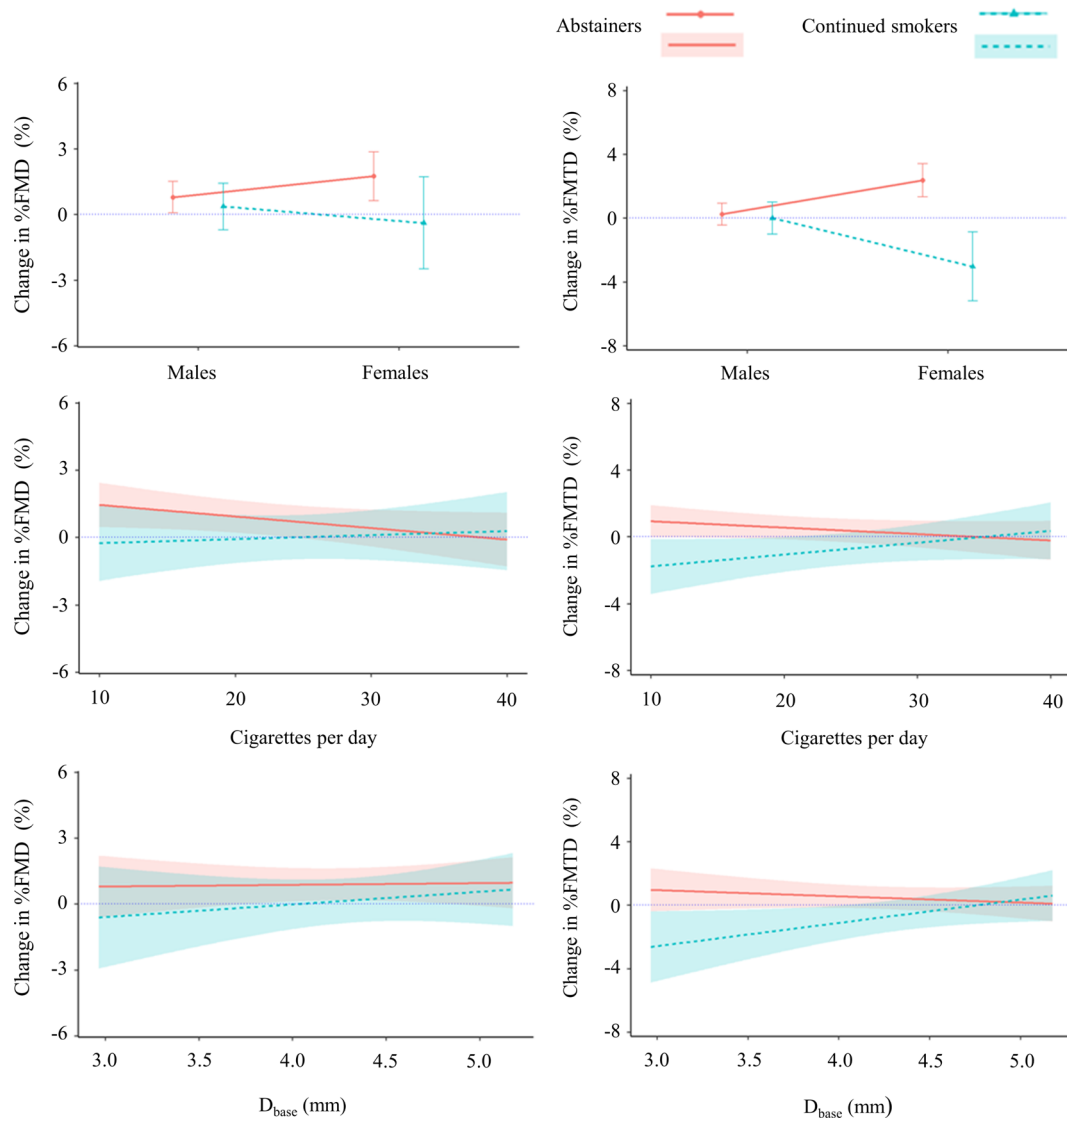 Abstainers Continued smokers
Change in %FMD (%)
6
3
0
-3
-6
Males Females
Change in %FMTD (%)
8
4
0
-4
-8
Males Females
Change in %FMD (%)
6
3
0
-3
-6
10 20 30 40
Cigarettes per day
Change in %FMTD (%)
8
4
0
-4
-8
10 20 30 40
Cigarettes per day
Change in %FMD (%)
6
3
0
-3
-6
3.0 3.5 4.0 4.5 5.0
Dbase (mm)
Change in %FMTD (%)
8
4
0
-4
-8
3.0 3.5 4.0 4.5 5.0
Dbase (mm)